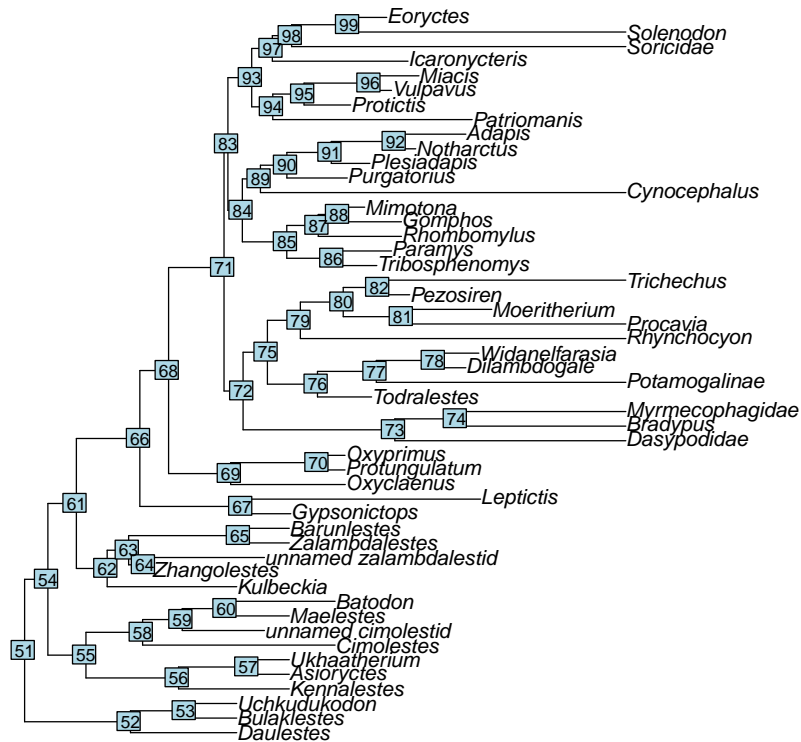 99 Eoryctes
98 Solenodon
Soricidae
97 Icaronycteris
93 Miacis
96 Vulpavus
95 Protictis
94 Patriomanis
83 Adapis
92 Notharctus
91 Plesiadapis
90 Purgatorius
89 Cynocephalus
84 Mimotona
88 Gomphos
87 Rhombomylus
85 Paramys
86 Tribosphenomys
71 82 Trichechus
80 Pezosiren
81 Moeritherium
79 Procavia
Rhynchocyon
75 78 Widanelfarasia
77 Dilambdogale
76 Potamogalinae
72 Todralestes
68 74 Myrmecophagidae
73 Bradypus
Dasypodidae
66 70 Oxyprimus
69 Protungulatum
Oxyclaenus
61 67 Leptictis
Gypsonictops
65 Barunlestes
63 Zalambdalestes
62 64 unnamed zalambdalestid
Zhangolestes
54 Kulbeckia
60 Batodon
59 Maelestes
58 unnamed cimolestid
51 55 Cimolestes
57 Ukhaatherium
56 Asioryctes
Kennalestes
53 Uchkudukodon
52 Bulaklestes
Daulestes